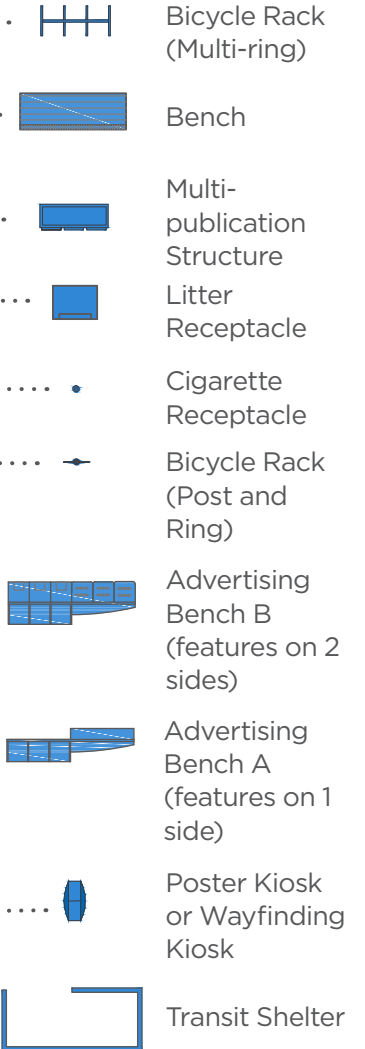 Bicycle Rack
(Multi-ring)
Bench
Multi-
publication
Structure
Litter
Receptacle
Cigarette
Receptacle
Bicycle Rack
(Post and
Ring)
Advertising
Bench B
(features on 2
sides)
Advertising
Bench A
(features on 1
side)
Poster Kiosk
or Wayfinding
Kiosk
Transit Shelter